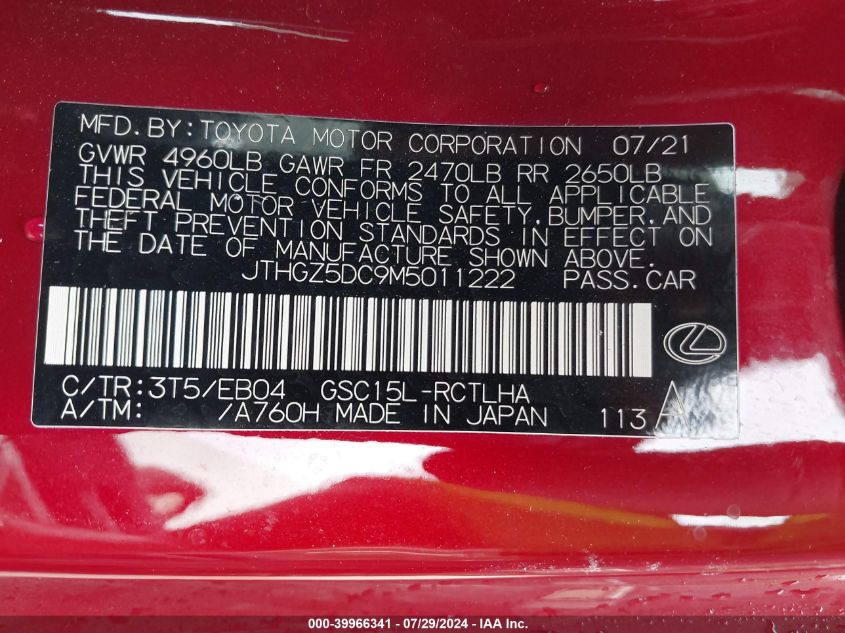 MFD.BY:TOYOTA MOTOR CORPORATION 07/21
GVWR 4960LB GAWR FR 2470LB RR 2650LB
THIS VEHICLE CONFORMS TO ALL APPLICABLE
FEDERAL MOTOR VEHICLE SAFETY,BUMPER,AND
THEFT PREVENTION STANDARDS IN EFFECT ON
THE DATE OF MANUFACTURE SHOWN ABOVE.
JTHGZ5DC9M5011222 PASS.CAR
C/TR:3T5/EB04 GSC15L-RCTLHA
A/TM: /A760H MADE IN JAPAN 113
000-39966341 - 07/29/2024 - IAA Inc.